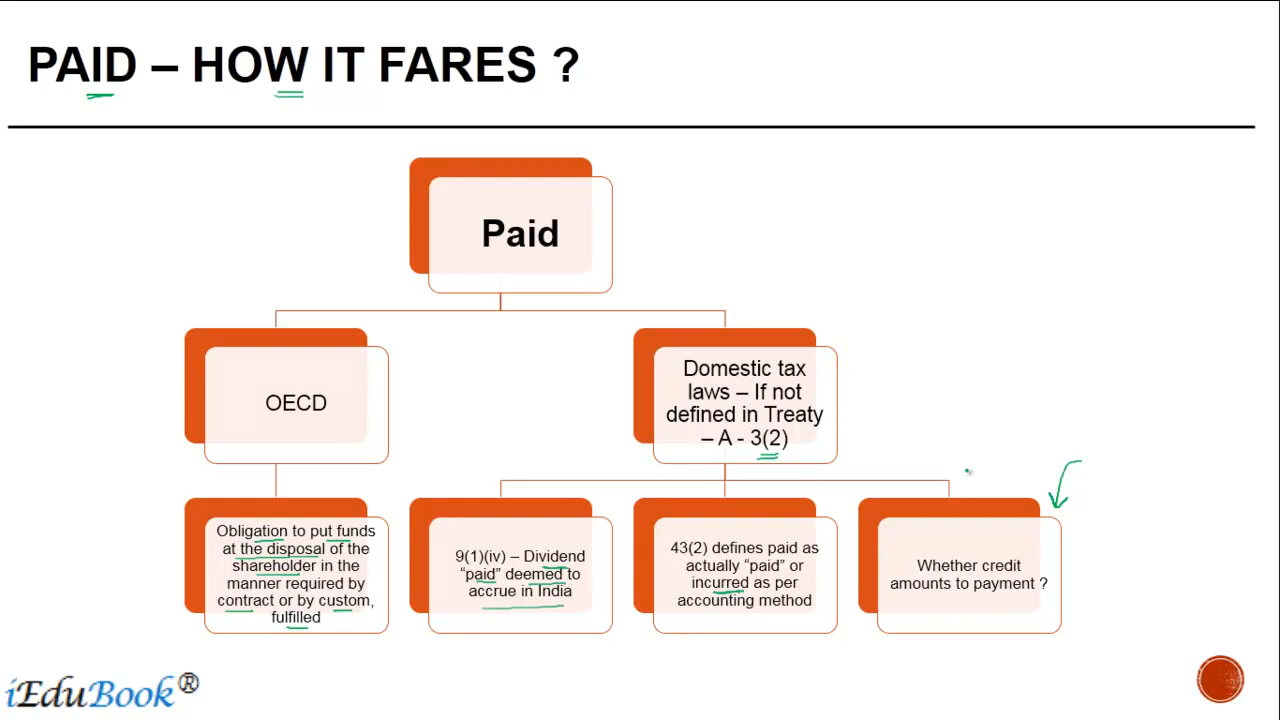 PAID – HOW IT FARES ?
Paid
OECD
Domestic tax
laws – If not
defined in Treaty
– A - 3(2)
Obligation to put funds
at the disposal of the
shareholder in the
manner required by
contract or by custom,
fulfilled
9(1)(iv) – Dividend
“paid” deemed to
accrue in India
43(2) defines paid as
actually “paid” or
incurred as per
accounting method
Whether credit
amounts to payment ?
iEduBook®